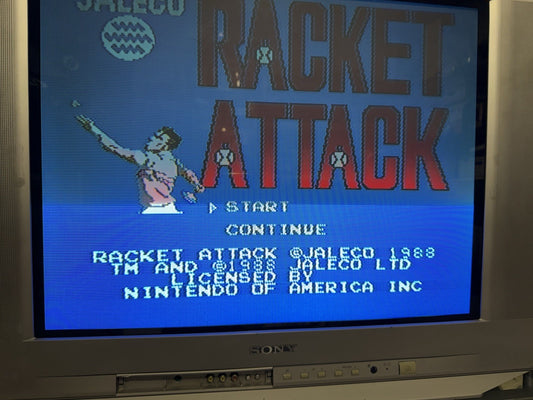 JALECO
RACKET
ATTACK
START
CONTINUE
RACKET ATTACK ©JALECO 1988
TM AND ©1988 JALECO LTD
LICENSED BY
NINTENDO OF AMERICA INC
SONY